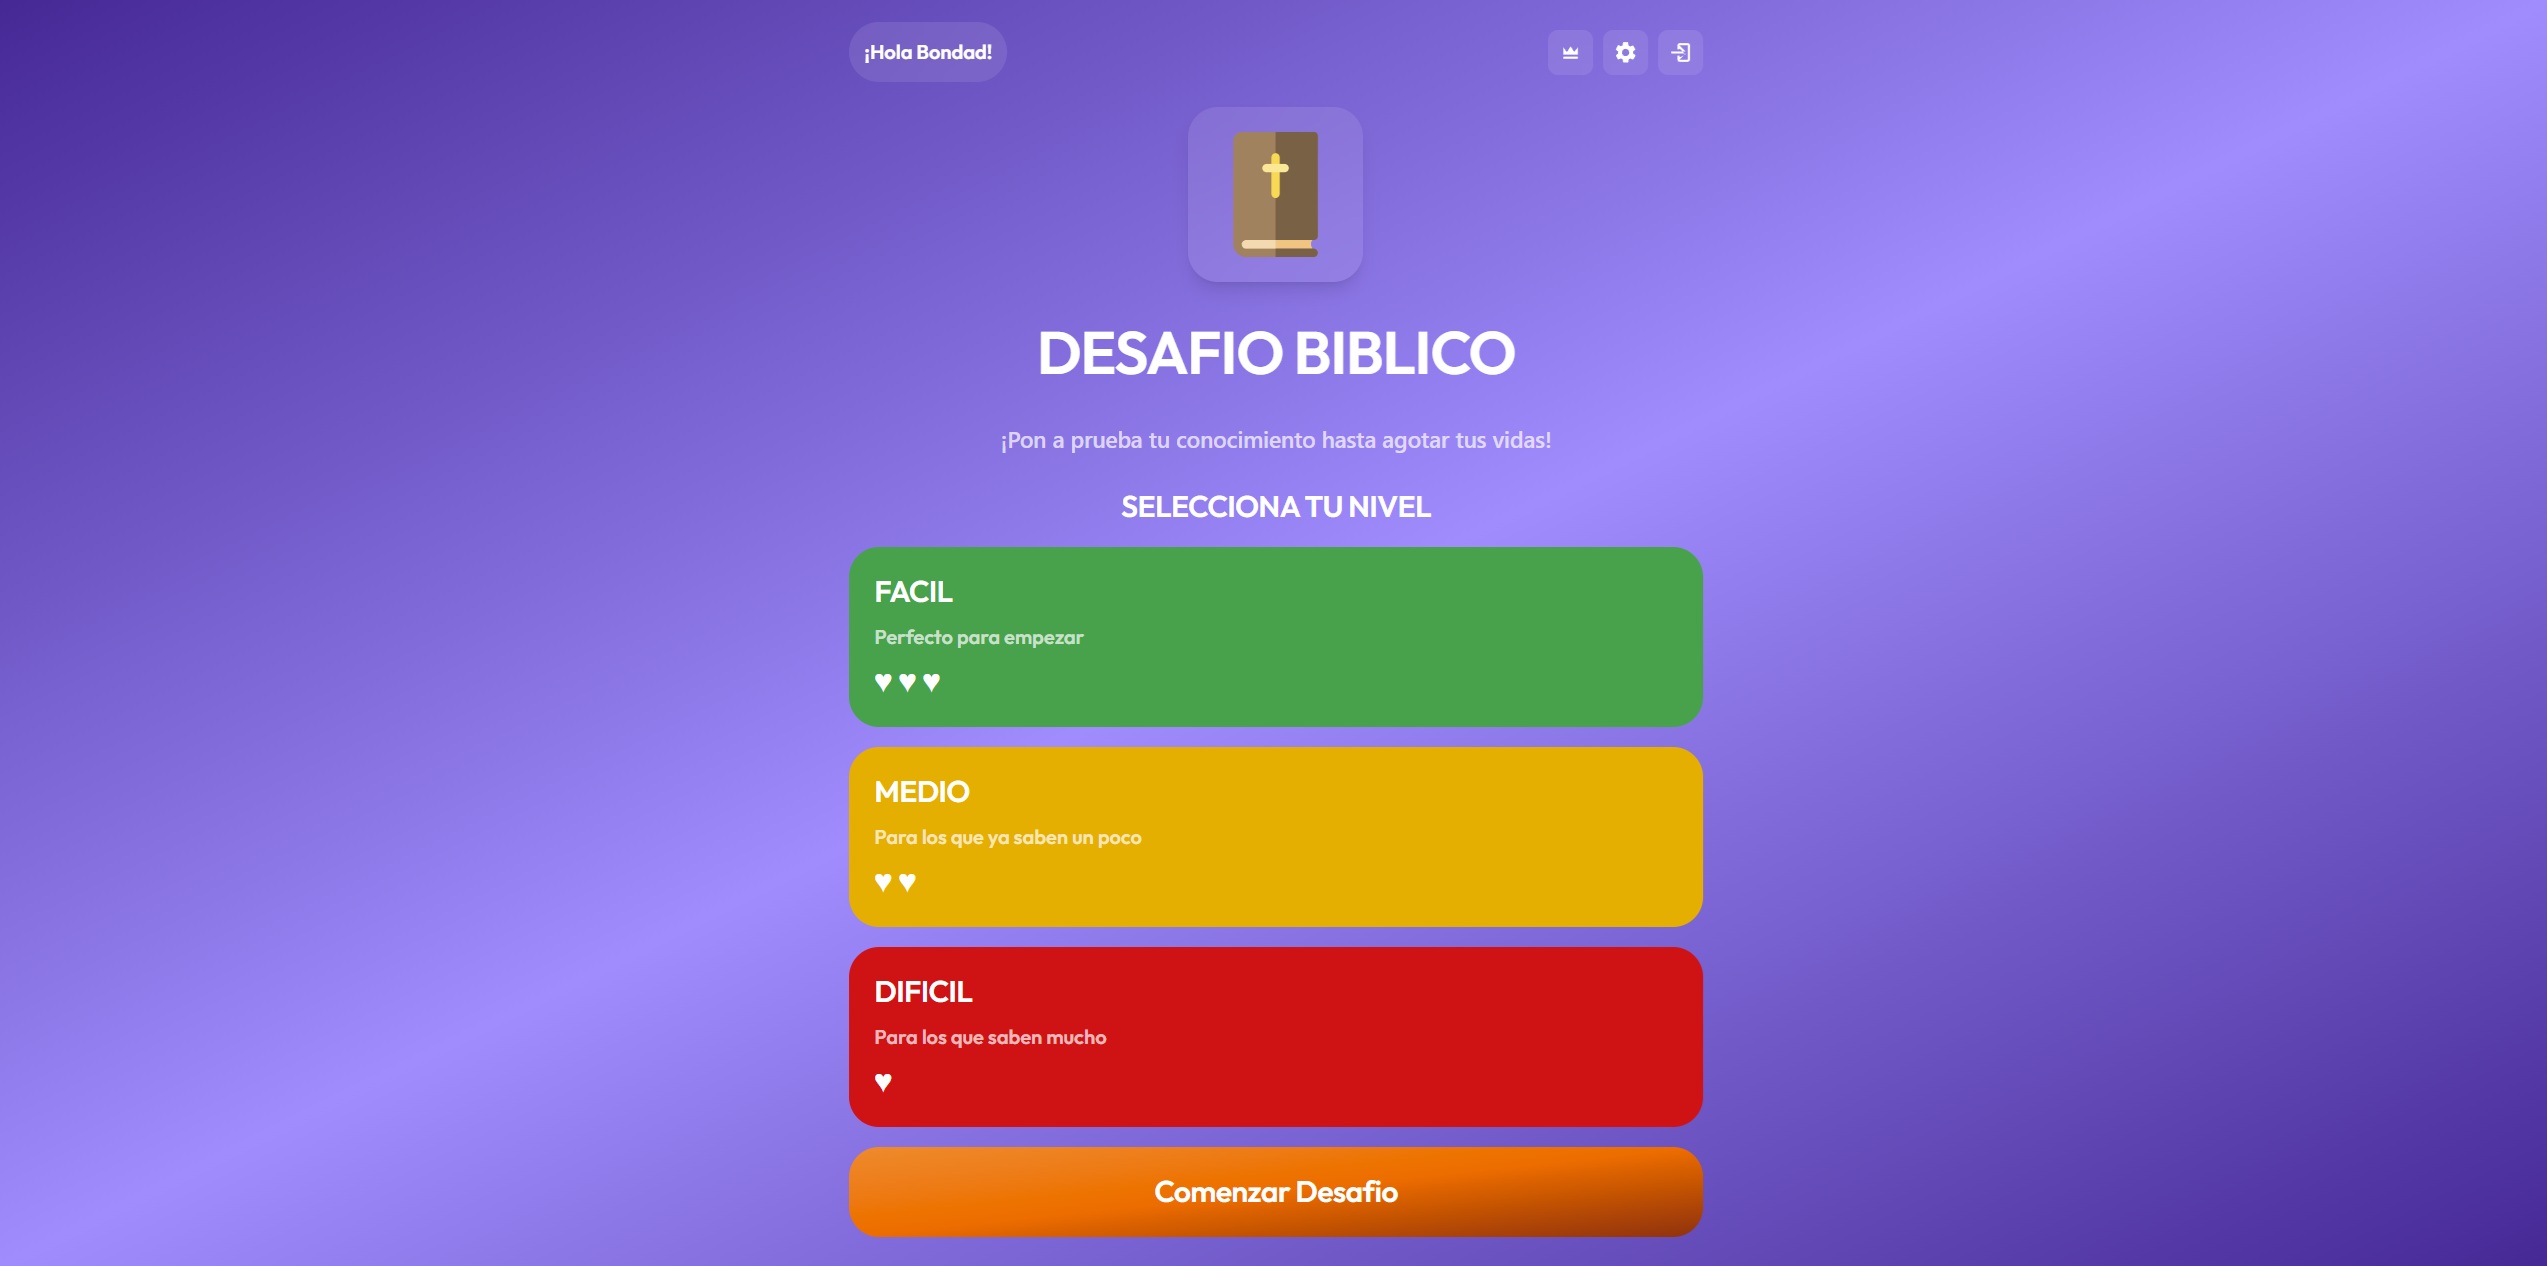 ¡Hola Bondad!
DESAFIO BIBLICO
¡Pon a prueba tu conocimiento hasta agotar tus vidas!
SELECCIONA TU NIVEL
FACIL
Perfecto para empezar
♥ ♥ ♥
MEDIO
Para los que ya saben un poco
♥ ♥
DIFICIL
Para los que saben mucho
♥
Comenzar Desafio